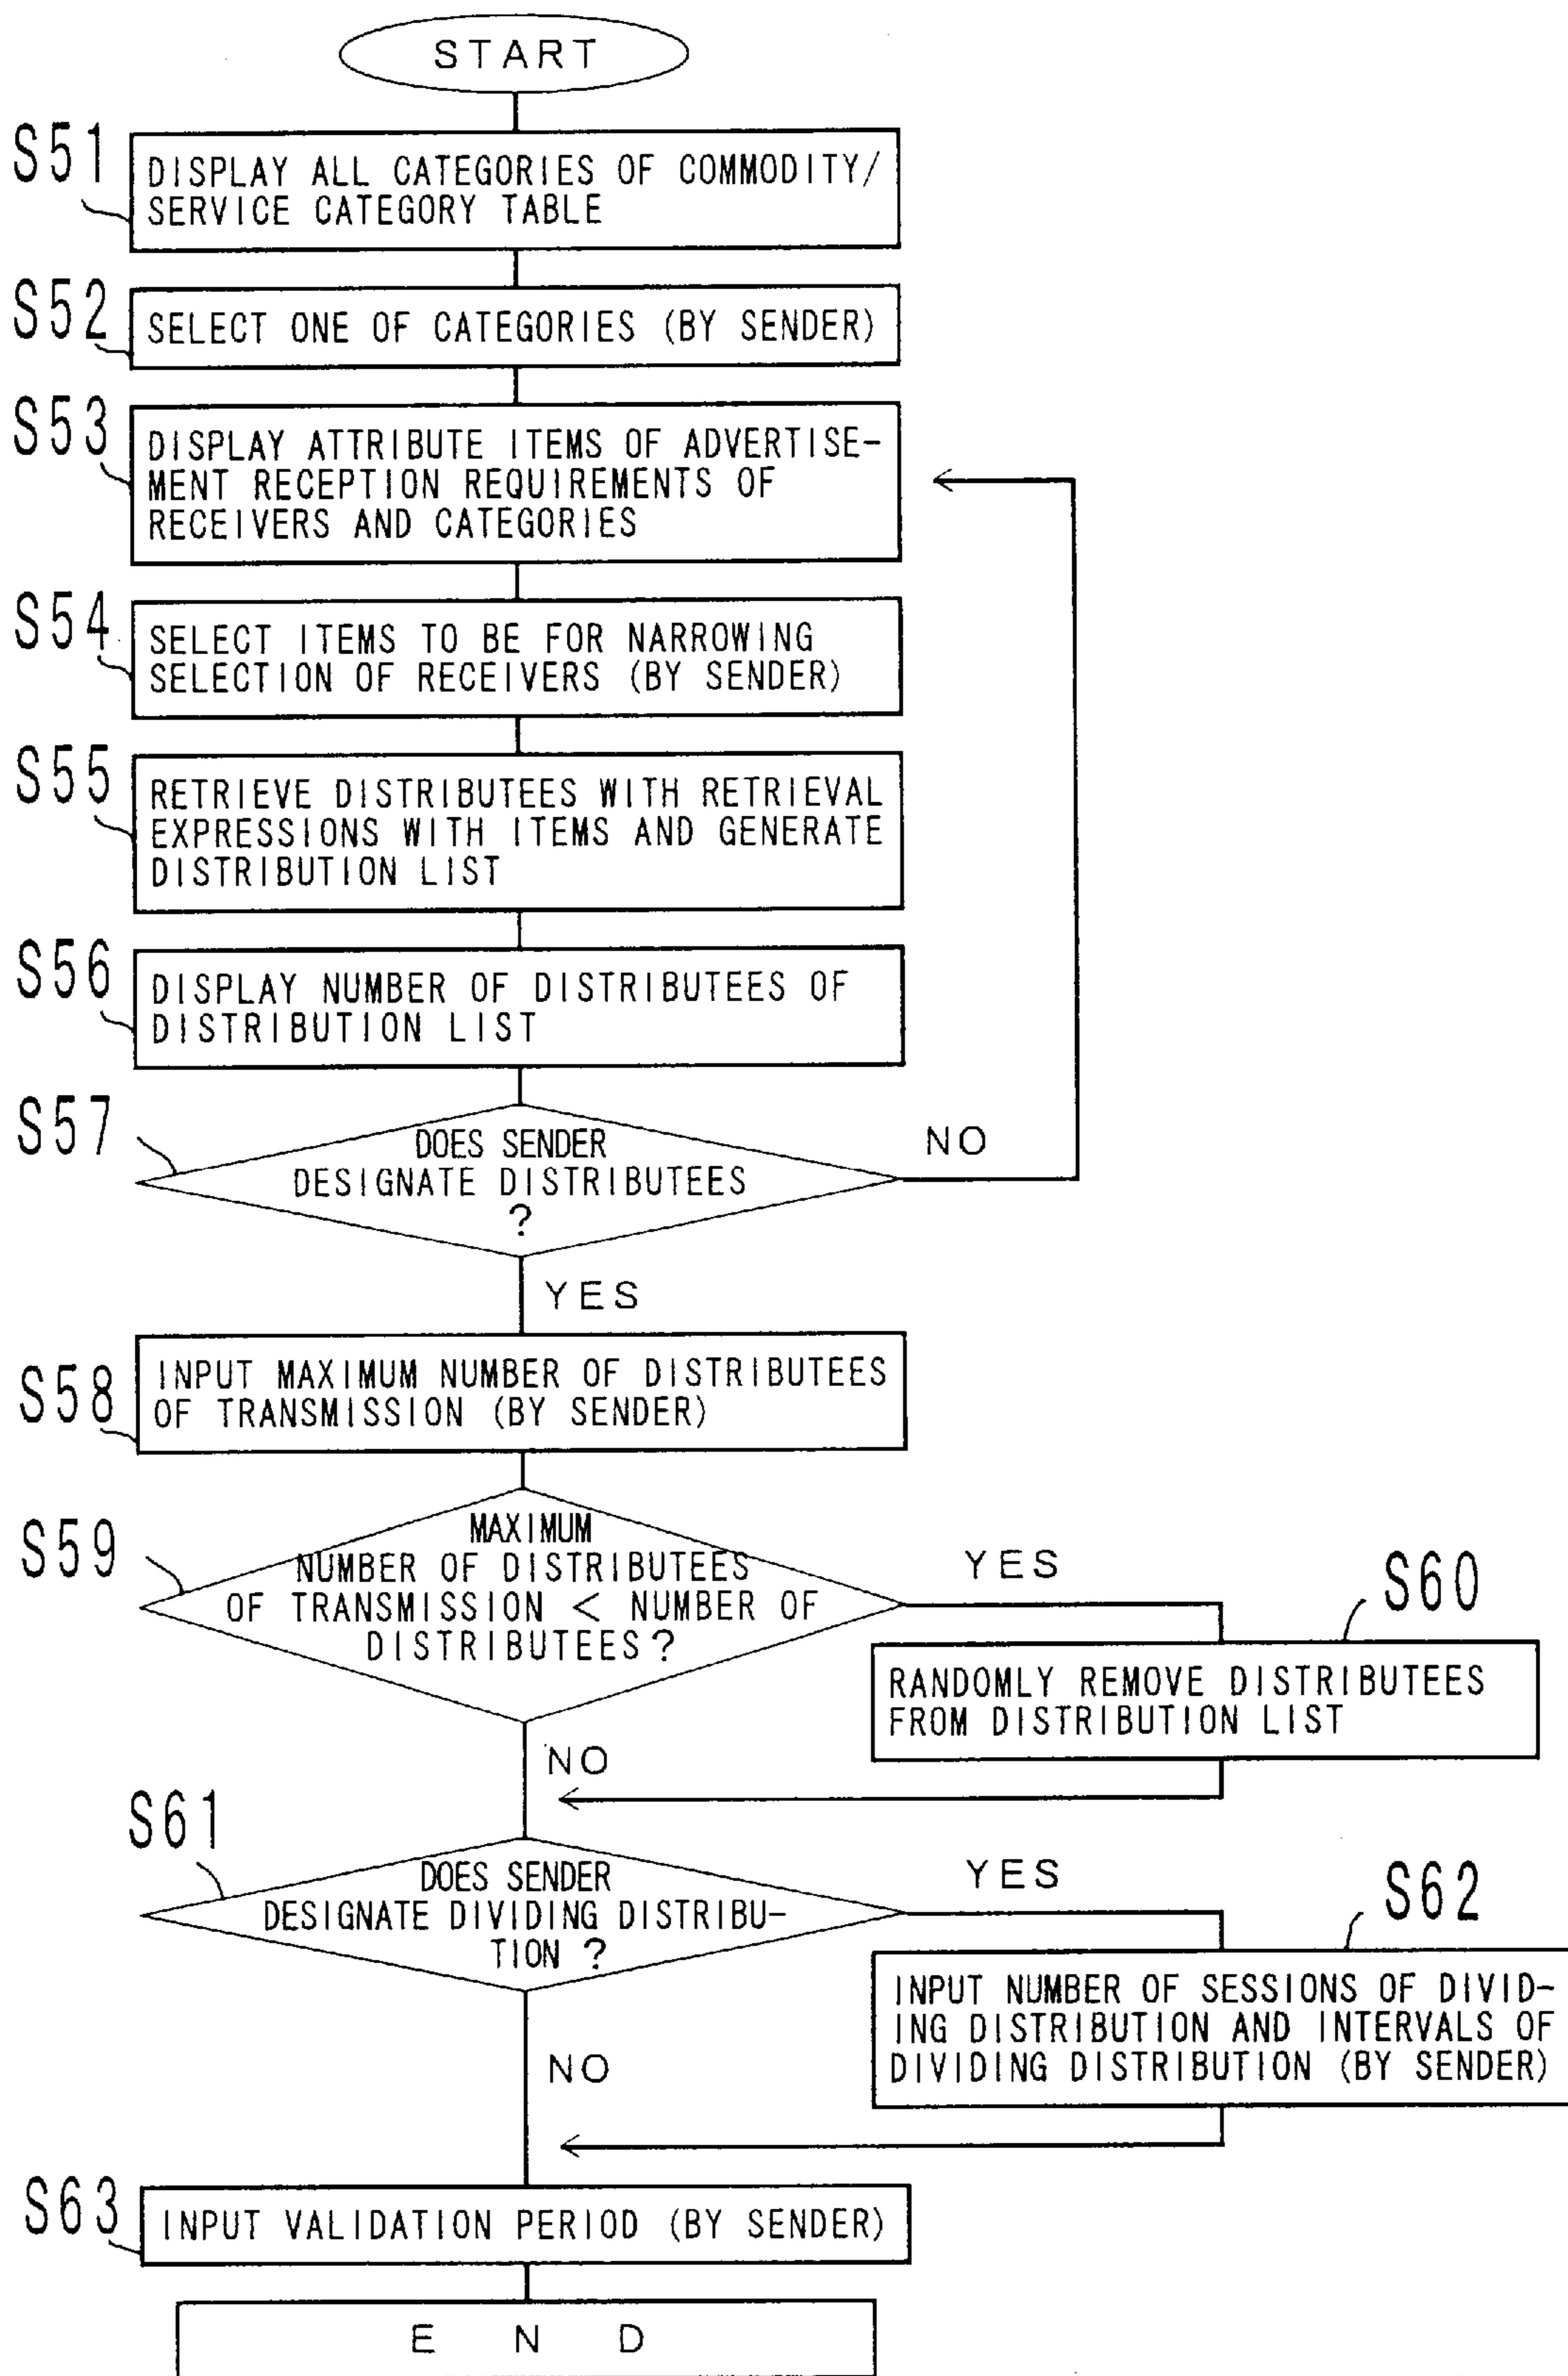 START
S51
DISPLAY ALL CATEGORIES OF COMMODITY/
SERVICE CATEGORY TABLE
S52
SELECT ONE OF CATEGORIES (BY SENDER)
S53
DISPLAY ATTRIBUTE ITEMS OF ADVERTISE-
MENT RECEPTION REQUIREMENTS OF
RECEIVERS AND CATEGORIES
S54
SELECT ITEMS TO BE FOR NARROWING
SELECTION OF RECEIVERS (BY SENDER)
S55
RETRIEVE DISTRIBUTEES WITH RETRIEVAL
EXPRESSIONS WITH ITEMS AND GENERATE
DISTRIBUTION LIST
S56
DISPLAY NUMBER OF DISTRIBUTEES OF
DISTRIBUTION LIST
S57
DOES SENDER
DESIGNATE DISTRIBUTEES
?
NO
YES
S58
INPUT MAXIMUM NUMBER OF DISTRIBUTEES
OF TRANSMISSION (BY SENDER)
S59
MAXIMUM
NUMBER OF DISTRIBUTEES
OF TRANSMISSION < NUMBER OF
DISTRIBUTEES?
YES
S60
RANDOMLY REMOVE DISTRIBUTEES
FROM DISTRIBUTION LIST
NO
S61
DOES SENDER
DESIGNATE DIVIDING DISTRIBU-
TION ?
YES
S62
INPUT NUMBER OF SESSIONS OF DIVID-
ING DISTRIBUTION AND INTERVALS OF
DIVIDING DISTRIBUTION (BY SENDER)
NO
S63
INPUT VALIDATION PERIOD (BY SENDER)
END